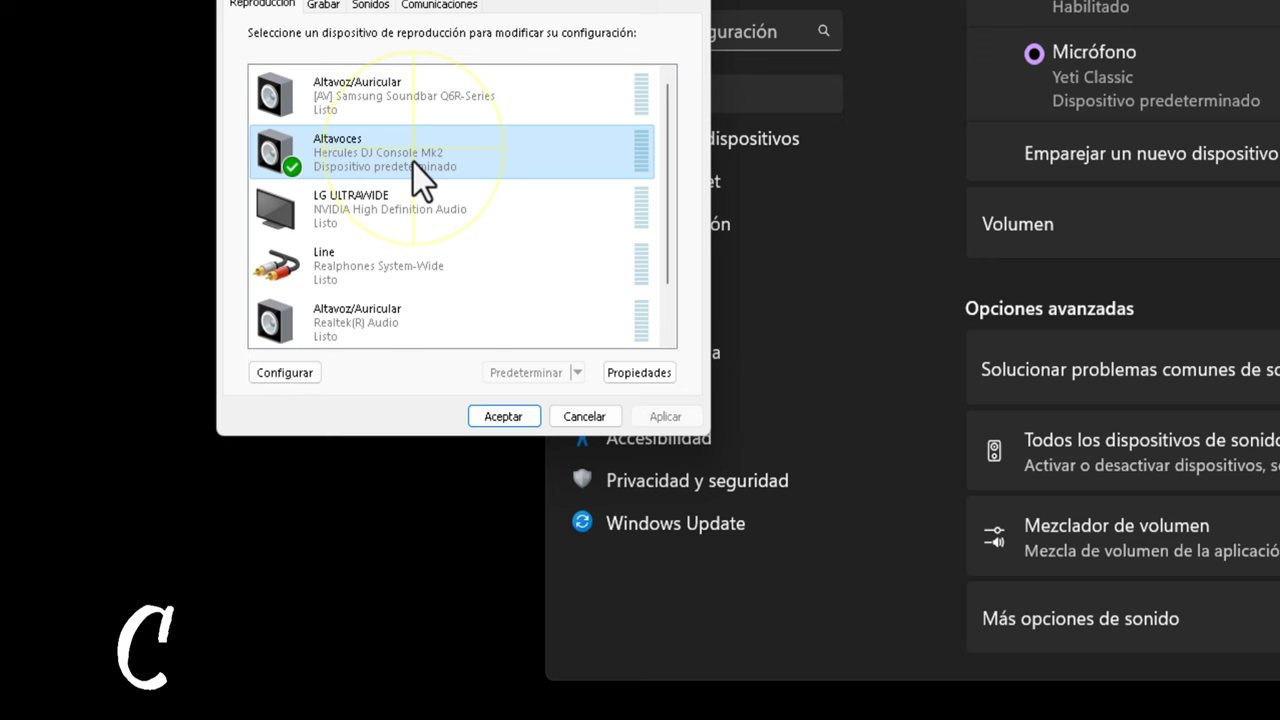 Reproducción
Grabar
Sonidos
Comunicaciones
Seleccione un dispositivo de reproducción para modificar su configuración:
Altavoz/Auricular
[AV] Samsung Soundbar Q6R-Series
Listo
Altavoces
Hercules DJ Console Mk2
Dispositivo predeterminado
LG ULTRAWIDE
NVIDIA High Definition Audio
Listo
Line
Realphones System-Wide
Listo
Altavoz/Auricular
Realtek(R) Audio
Listo
Configurar
Predeterminar
Propiedades
Aceptar
Cancelar
Aplicar
guración
dispositivos
et
ón
a
Accesibilidad
Privacidad y seguridad
Windows Update
Habilitado
Micrófono
Yeti Classic
Dispositivo predeterminado
Emparejar un nuevo dispositivo
Volumen
Opciones avanzadas
Solucionar problemas comunes de so
Todos los dispositivos de sonido
Activar o desactivar dispositivos, s
Mezclador de volumen
Mezcla de volumen de la aplicació
Más opciones de sonido
C